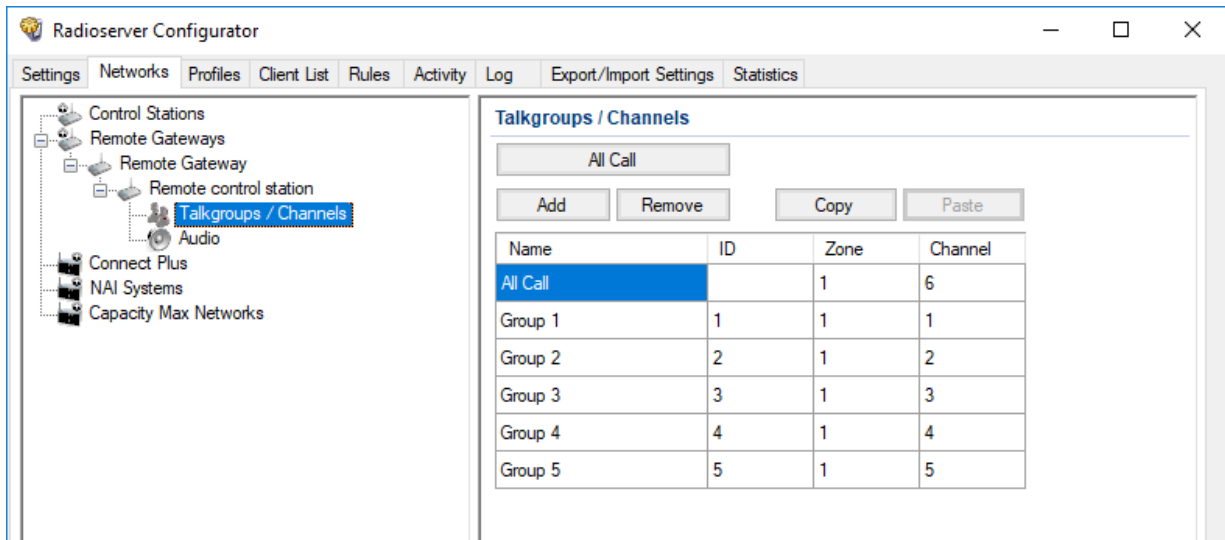 Radioserver Configurator
Settings Networks Profiles Client List Rules Activity Log Export/Import Settings Statistics
Control Stations
Remote Gateways
Remote Gateway
Remote control station
Talkgroups / Channels
Audio
Connect Plus
NAI Systems
Capacity Max Networks
Talkgroups / Channels
All Call
Add Remove Copy Paste
Name ID Zone Channel
All Call 1 6
Group 1 1 1 1
Group 2 2 1 2
Group 3 3 1 3
Group 4 4 1 4
Group 5 5 1 5